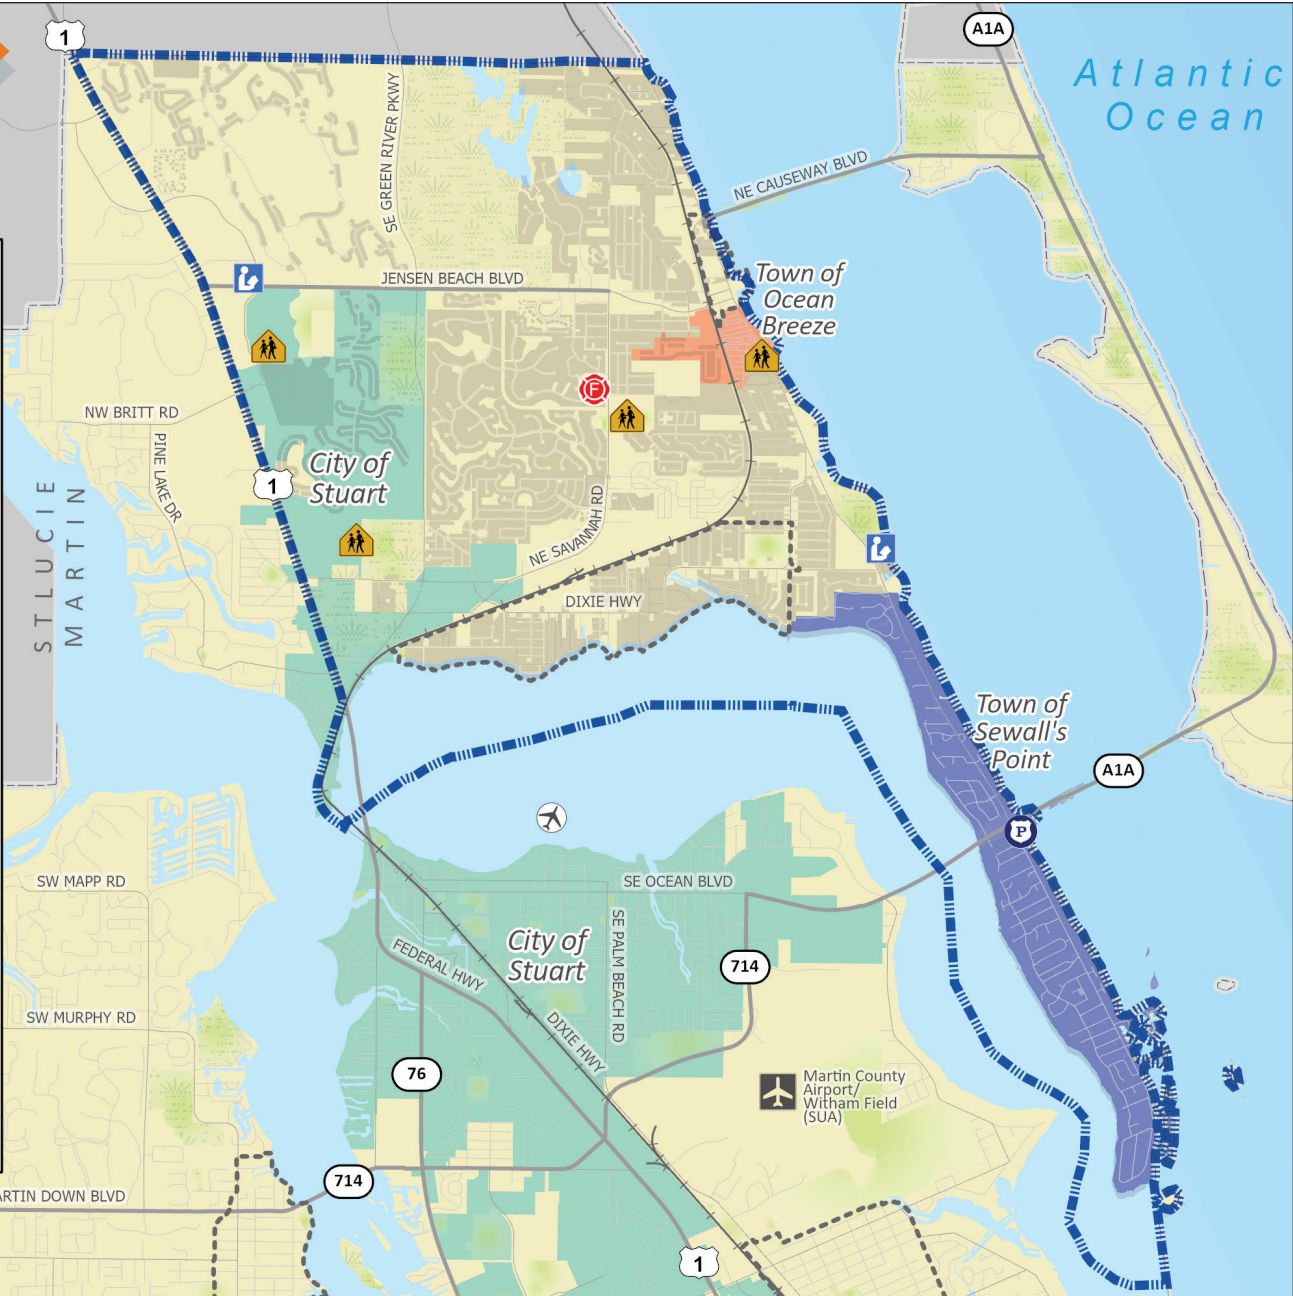 1
A1A
Atlantic
Ocean
SE GREEN RIVER PKWY
NE CAUSEWAY BLVD
JENSEN BEACH BLVD
Town of
Ocean
Breeze
F
NW BRITT RD
PINE LAKE DR
City of
Stuart
1
STLUCIE
MARTIN
NE SAVANNAH RD
DIXIE HWY
Town of
Sewall's
Point
A1A
P
SW MAPP RD
SE OCEAN BLVD
SE PALM BEACH RD
City of
Stuart
FEDERAL HWY
714
SW MURPHY RD
DIXIE HWY
76
Martin County
Airport/
Witham Field
(SUA)
714
ARTIN DOWN BLVD
1